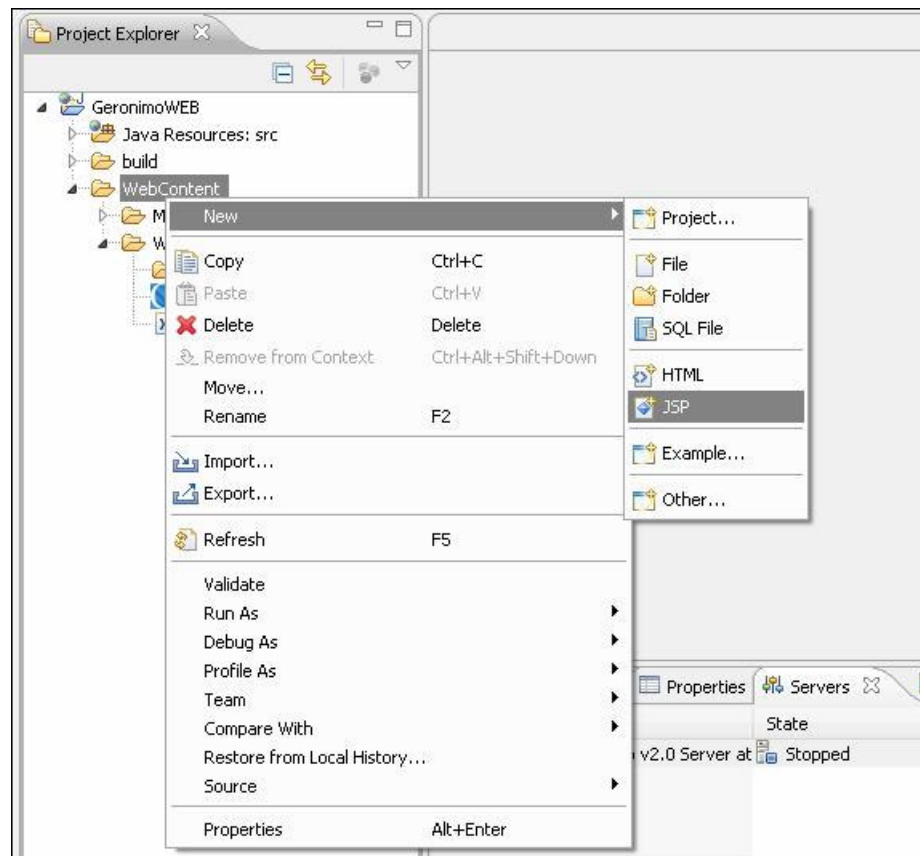 Project Explorer
GeronimoWEB
Java Resources: src
build
WebContent
M
W
New
Copy Ctrl+C
Paste Ctrl+V
Delete Delete
Remove from Context Ctrl+Alt+Shift+Down
Move...
Rename F2
Import...
Export...
Refresh F5
Validate
Run As
Debug As
Profile As
Team
Compare With
Restore from Local History...
Source
Properties Alt+Enter
Project...
File
Folder
SQL File
HTML
JSP
Example...
Other...
Properties
Servers
State
v2.0 Server at
Stopped